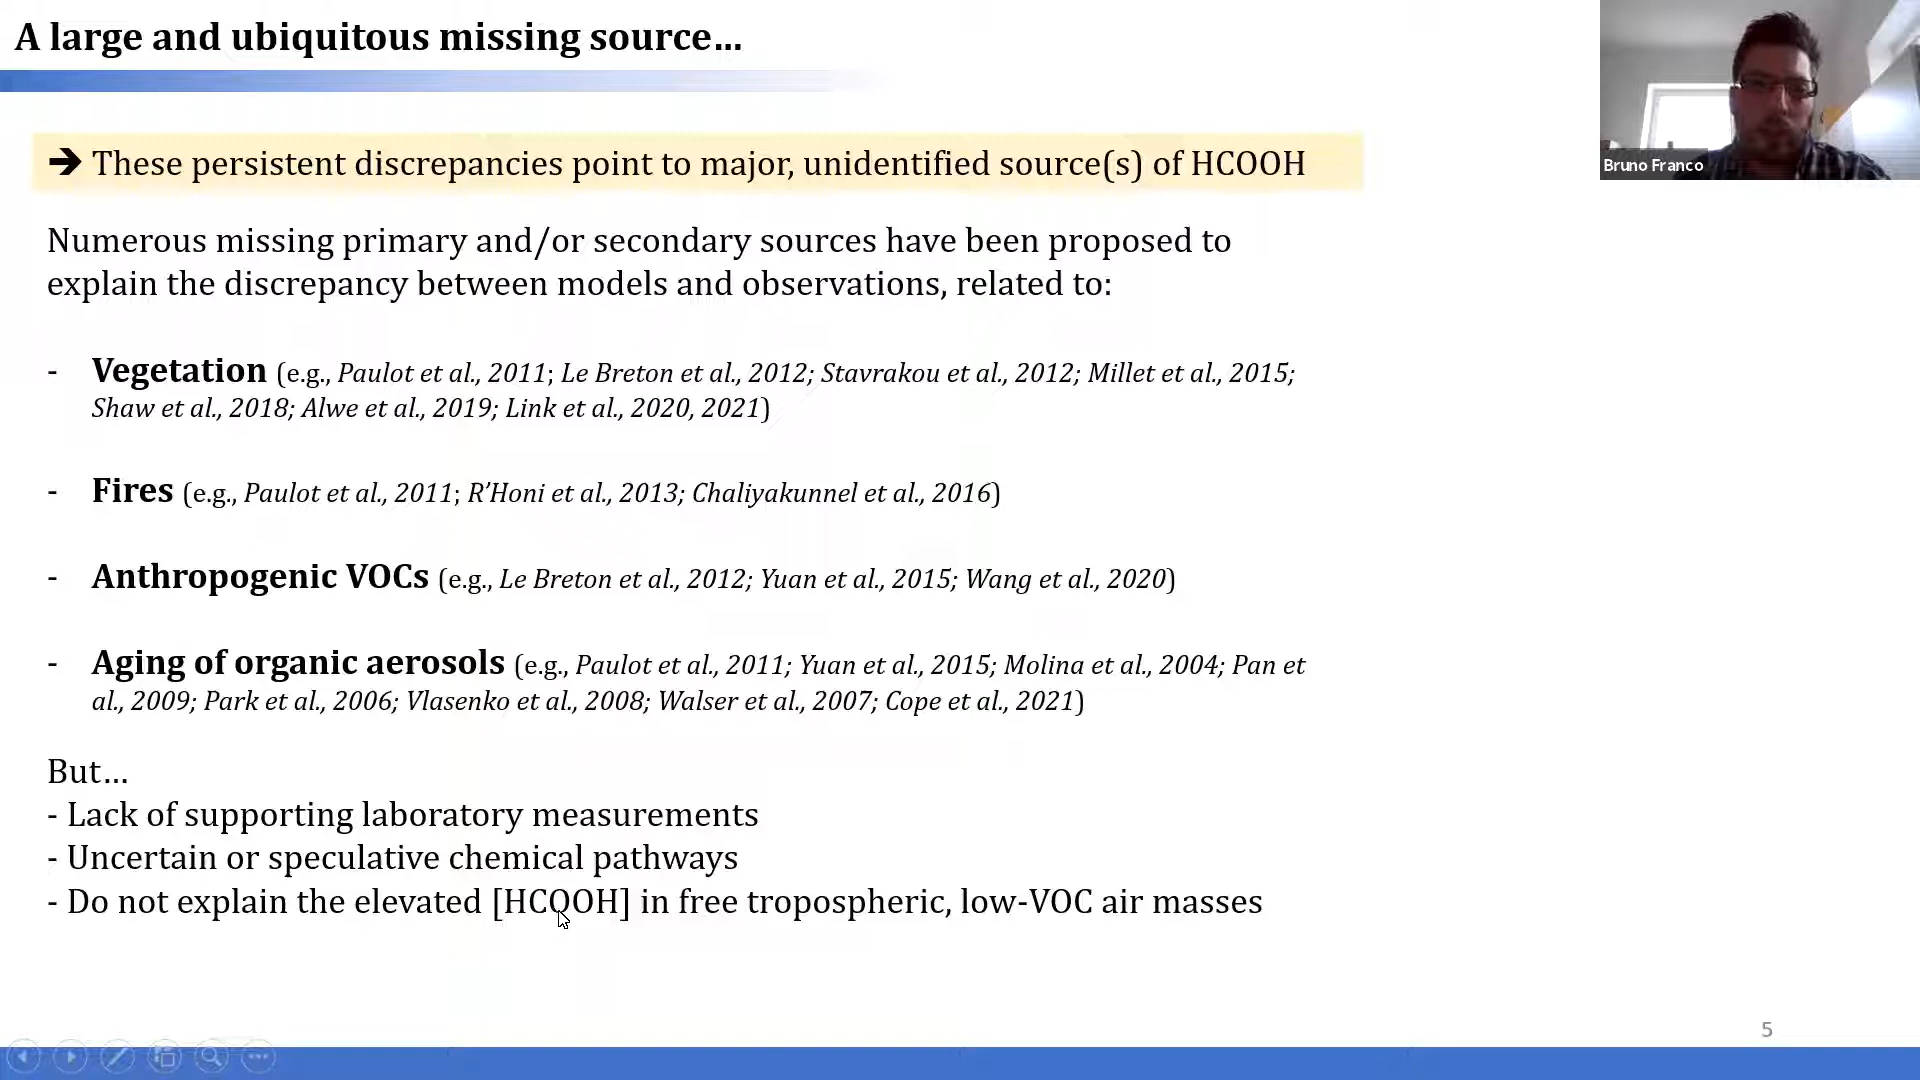 A large and ubiquitous missing source...
Bruno Franco
➔ These persistent discrepancies point to major, unidentified source(s) of HCOOH
Numerous missing primary and/or secondary sources have been proposed to
explain the discrepancy between models and observations, related to:
- Vegetation (e.g., Paulot et al., 2011; Le Breton et al., 2012; Stavrakou et al., 2012; Millet et al., 2015;
Shaw et al., 2018; Alwe et al., 2019; Link et al., 2020, 2021)
- Fires (e.g., Paulot et al., 2011; R’Honi et al., 2013; Chaliyakunnel et al., 2016)
- Anthropogenic VOCs (e.g., Le Breton et al., 2012; Yuan et al., 2015; Wang et al., 2020)
- Aging of organic aerosols (e.g., Paulot et al., 2011; Yuan et al., 2015; Molina et al., 2004; Pan et
al., 2009; Park et al., 2006; Vlasenko et al., 2008; Walser et al., 2007; Cope et al., 2021)
But...
- Lack of supporting laboratory measurements
- Uncertain or speculative chemical pathways
- Do not explain the elevated [HCOOH] in free tropospheric, low-VOC air masses
5